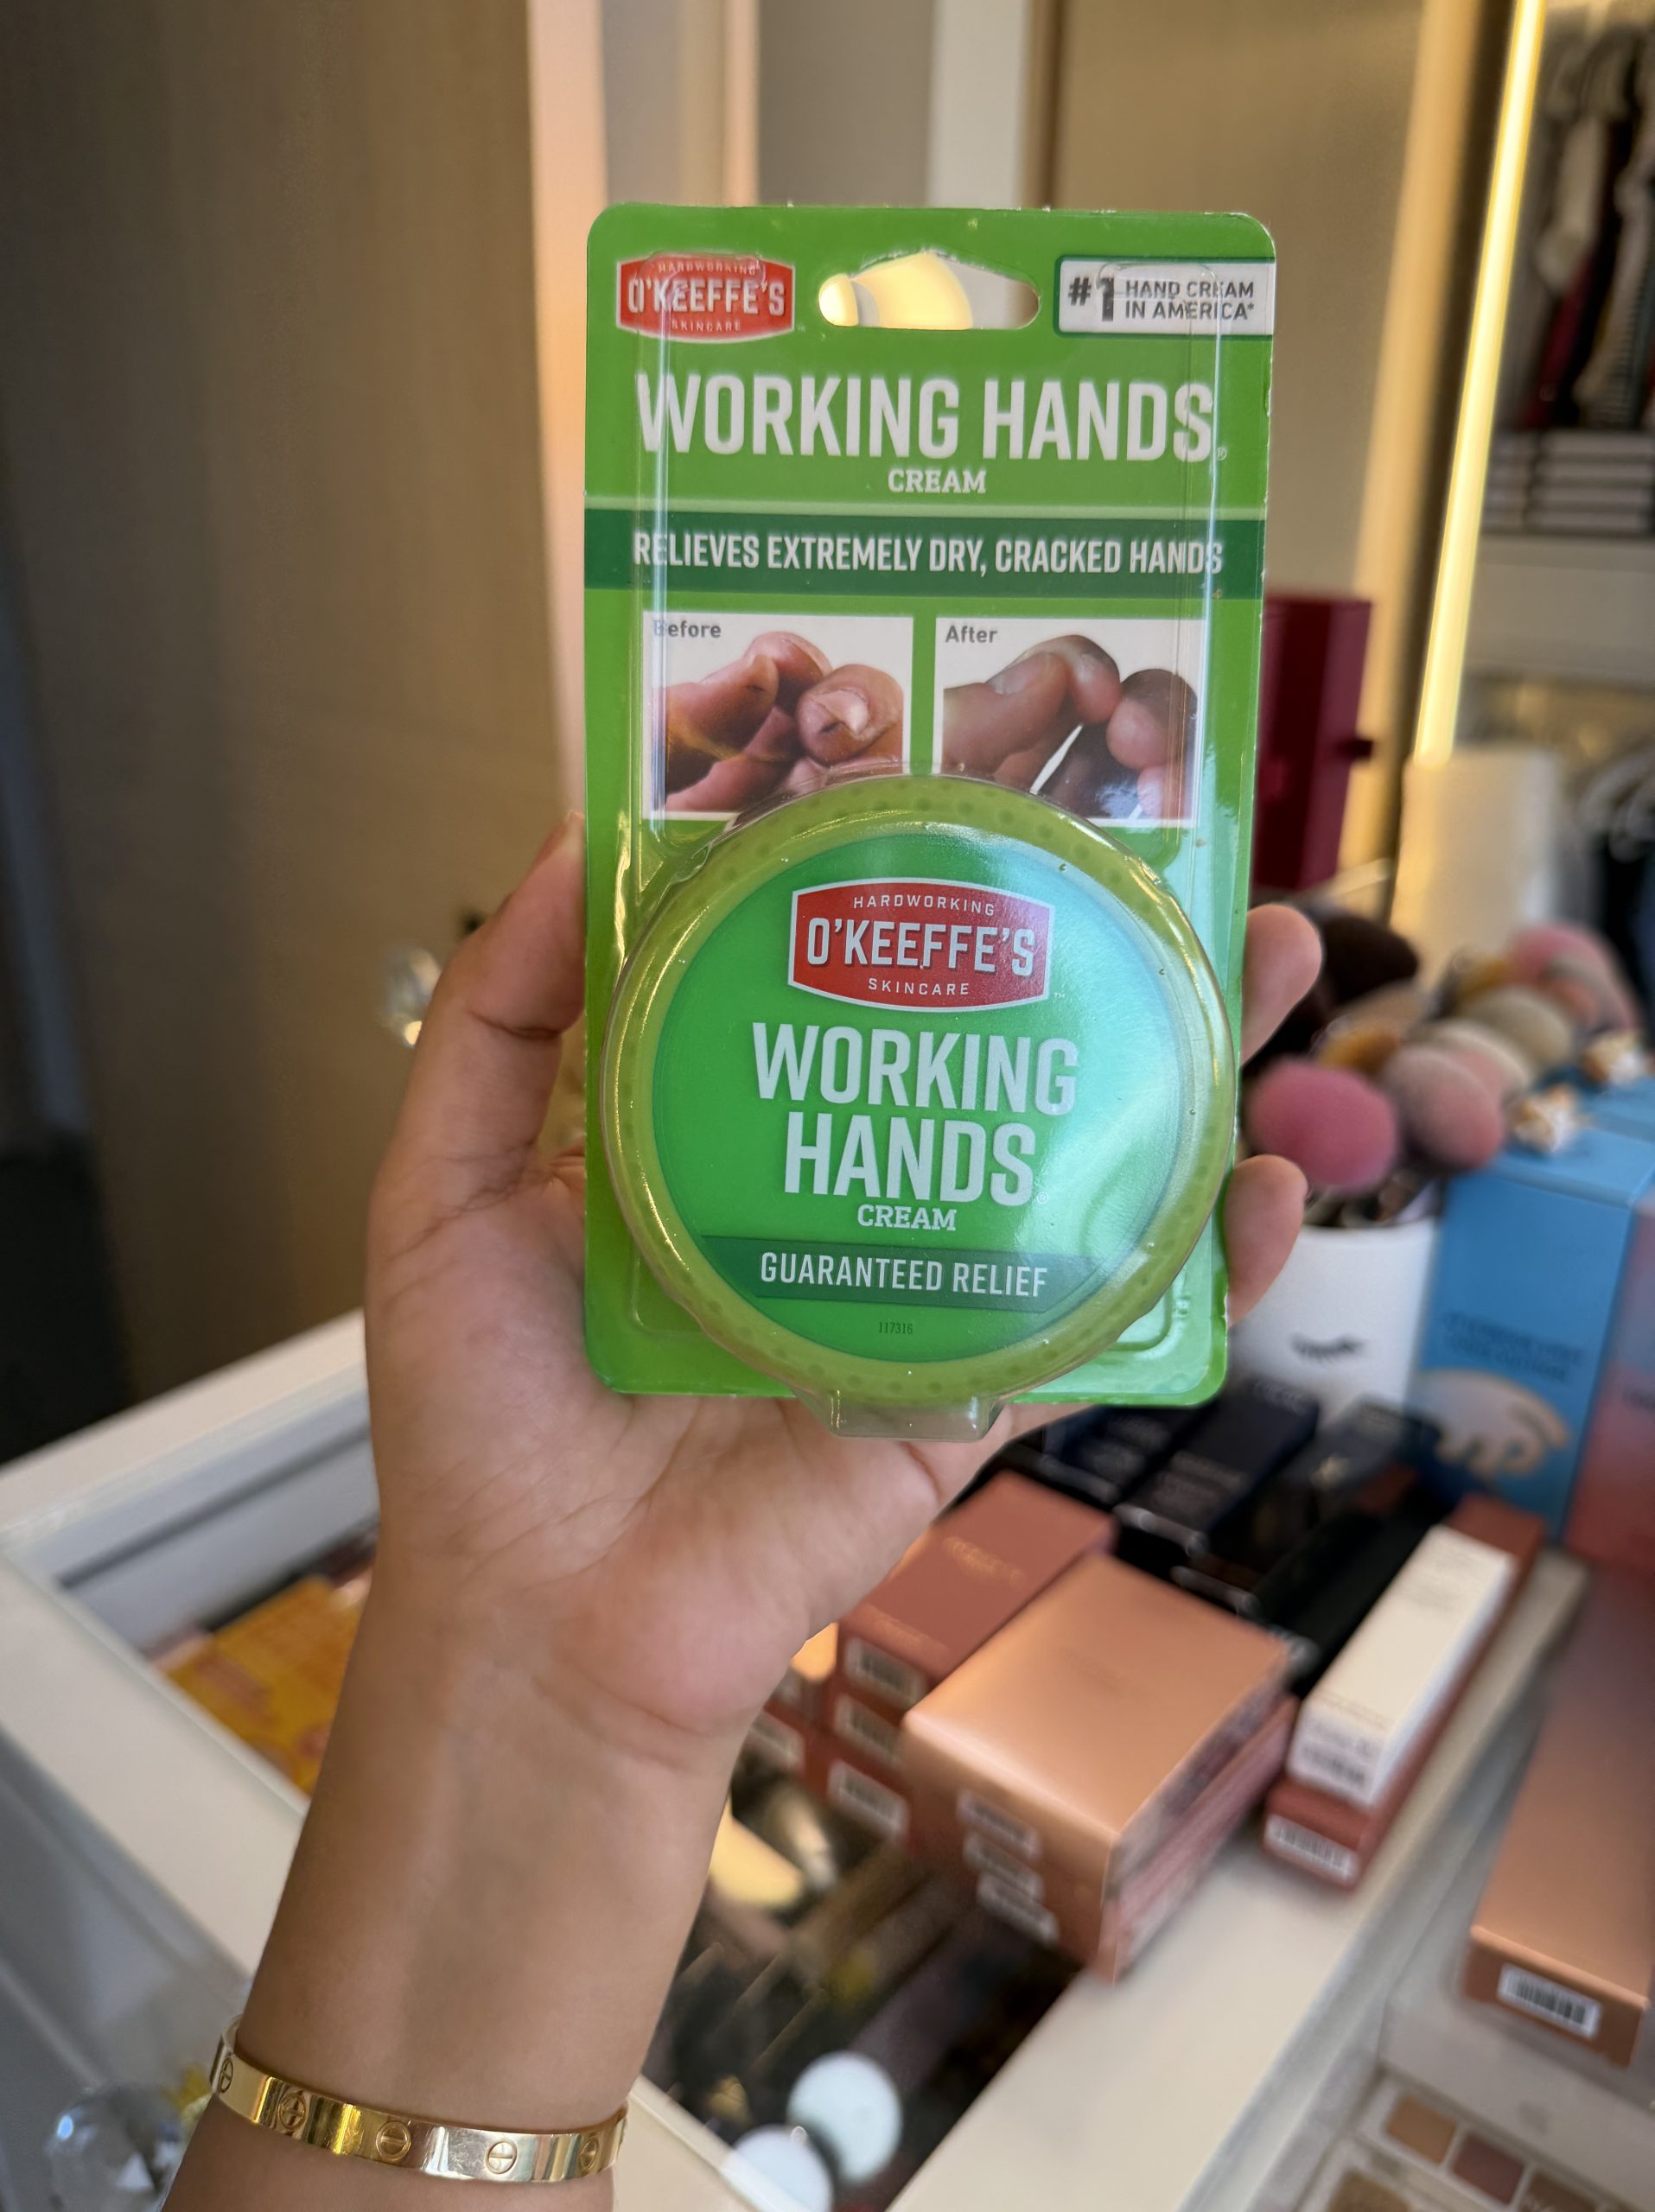 HARDWORKING
O'KEEFFE'S
SKINCARE
#1 HAND CREAM
IN AMERICA*
WORKING HANDS®
CREAM
RELIEVES EXTREMELY DRY, CRACKED HANDS
Before
After
HARDWORKING
O'KEEFFE'S
SKINCARE™
WORKING
HANDS®
CREAM
GUARANTEED RELIEF
117316